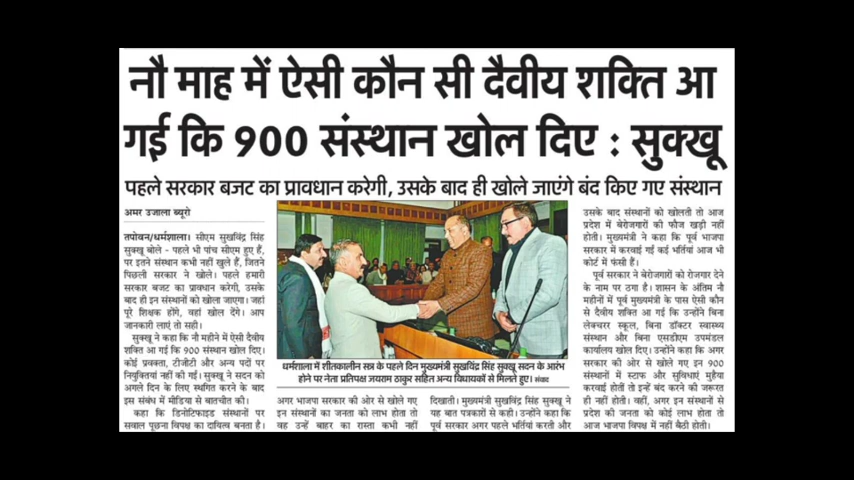 नौ माह में ऐसी कौन सी दैवीय शक्ति आ
गई कि 900 संस्थान खोल दिए : सुक्खू
पहले सरकार बजट का प्रावधान करेगी, उसके बाद ही खोले जाएंगे बंद किए गए संस्थान
अमर उजाला ब्यूरो
तपोवन/धर्मशाला। सीएम सुखविंद्र सिंह
सुक्खू बोले - पहले भी पांच सीएम हुए हैं,
पर इतने संस्थान कभी नहीं खुले हैं, जितने
पिछली सरकार ने खोले। पहले हमारी
सरकार बजट का प्रावधान करेगी, उसके
बाद ही इन संस्थानों को खोला जाएगा। जहां
पूरे शिक्षक होंगे, वहां खोल देंगे। आप
जानकारी लाएं तो सही।
सुक्खू ने कहा कि नौ महीने में ऐसी दैवीय
शक्ति आ गई कि 900 संस्थान खोल दिए।
कोई प्रवक्ता, टीजीटी और अन्य पदों पर
नियुक्तियां नहीं की गईं। सुक्खू ने सदन को
अगले दिन के लिए स्थगित करने के बाद
इस संबंध में मीडिया से बातचीत की।
कहा कि डिनोटिफाइड संस्थानों पर
सवाल पूछना विपक्ष का दायित्व बनता है।
धर्मशाला में शीतकालीन सत्र के पहले दिन मुख्यमंत्री सुखविंद्र सिंह सुक्खू सदन के आरंभ
होने पर नेता प्रतिपक्ष जयराम ठाकुर सहित अन्य विधायकों से मिलते हुए। संवाद
अगर भाजपा सरकार की ओर से खोले गए
इन संस्थानों का जनता को लाभ होता तो
वह उन्हें बाहर का रास्ता कभी नहीं
दिखाती। मुख्यमंत्री सुखविंद्र सिंह सुक्खू ने
यह बात पत्रकारों से कही। उन्होंने कहा कि
पूर्व सरकार अगर पहले भर्तियां करती और
उसके बाद संस्थानों को खोलती तो आज
प्रदेश में बेरोजगारों की फौज खड़ी नहीं
होती। मुख्यमंत्री ने कहा कि पूर्व भाजपा
सरकार में करवाई गईं कई भर्तियां आज भी
कोर्ट में फंसी हैं।
पूर्व सरकार ने बेरोजगारों को रोजगार देने
के नाम पर ठगा है। शासन के अंतिम नौ
महीनों में पूर्व मुख्यमंत्री के पास ऐसी कौन
से दैवीय शक्ति आ गई कि उन्होंने बिना
लेक्चरर स्कूल, बिना डॉक्टर स्वास्थ्य
संस्थान और बिना एसडीएम उपमंडल
कार्यालय खोल दिए। उन्होंने कहा कि अगर
सरकार की ओर से खोले गए इन 900
संस्थानों में स्टाफ और सुविधाएं मुहैया
करवाई होतीं तो इन्हें बंद करने की जरूरत
ही नहीं होती। वहीं, अगर इन संस्थानों से
प्रदेश की जनता को कोई लाभ होता तो
आज भाजपा विपक्ष में नहीं बैठी होती।